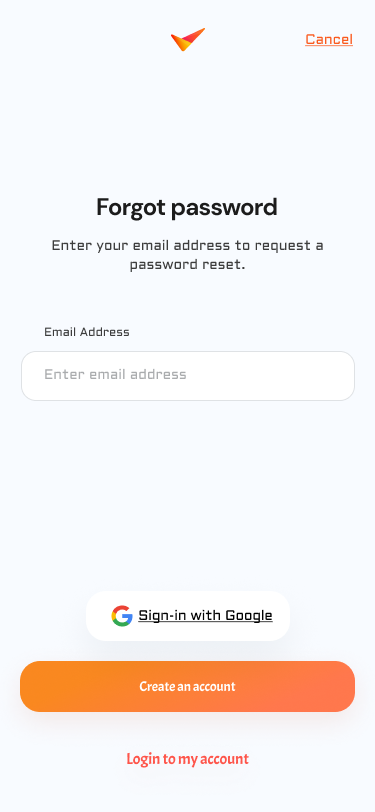 Cancel
Forgot password
Enter your email address to request a
password reset.
Email Address
Enter email address
Sign-in with Google
Create an account
Login to my account